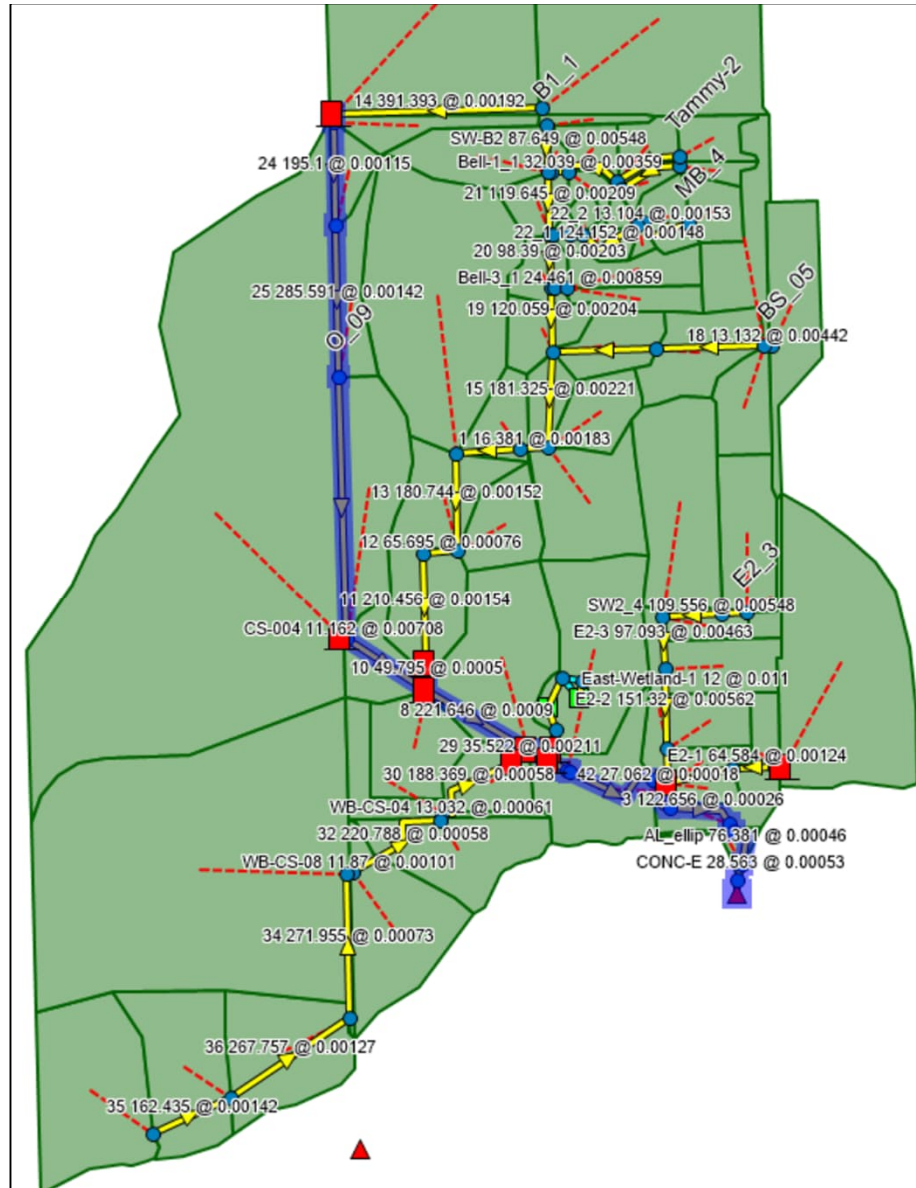 B1_1
14 391.393 @ 0.00192
Tammy-2
SW-B2 87.649 @ 0.00548
24 195.1 @ 0.00115
Bell-1_1 32.039 @ 0.00359
MB_4
21 119.645 @ 0.00209
22_2 13.104 @ 0.00153
22_1 124.152 @ 0.00148
20 98.39 @ 0.00203
Bell-3_1 24.461 @ 0.00859
25 285.591 @ 0.00142
BS_05
19 120.059 @ 0.00204
O_09
18 13.132 @ 0.00442
15 181.325 @ 0.00221
1 16.381 @ 0.00183
13 180.744 @ 0.00152
12 65.695 @ 0.00076
E2_3
11 210.456 @ 0.00154
SW2_4 109.556 @ 0.00548
CS-004 11.162 @ 0.00708
E2-3 97.093 @ 0.00463
10 49.795 @ 0.0005
East-Wetland-1 12 @ 0.011
E2-2 151.32 @ 0.00562
8 221.646 @ 0.0009
29 35.522 @ 0.00211
E2-1 64.584 @ 0.00124
30 188.369 @ 0.00058
42 27.062 @ 0.00018
3 122.656 @ 0.00026
WB-CS-04 13.032 @ 0.00061
32 220.788 @ 0.00058
AL_ellip 76.381 @ 0.00046
WB-CS-08 11.87 @ 0.00101
CONC-E 28.563 @ 0.00053
34 271.955 @ 0.00073
36 267.757 @ 0.00127
35 162.435 @ 0.00142